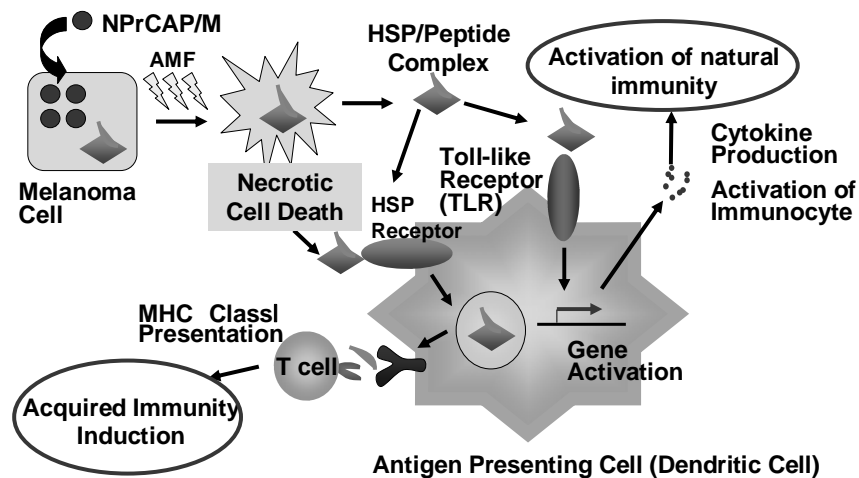 NPrCAP/M
AMF
Melanoma
Cell
Necrotic
Cell Death
HSP/Peptide
Complex
HSP
Receptor
Toll-like
Receptor
(TLR)
Activation of natural
immunity
Cytokine
Production
Activation of
Immunocyte
Gene
Activation
MHC ClassI
Presentation
T cell
Acquired Immunity
Induction
Antigen Presenting Cell (Dendritic Cell)